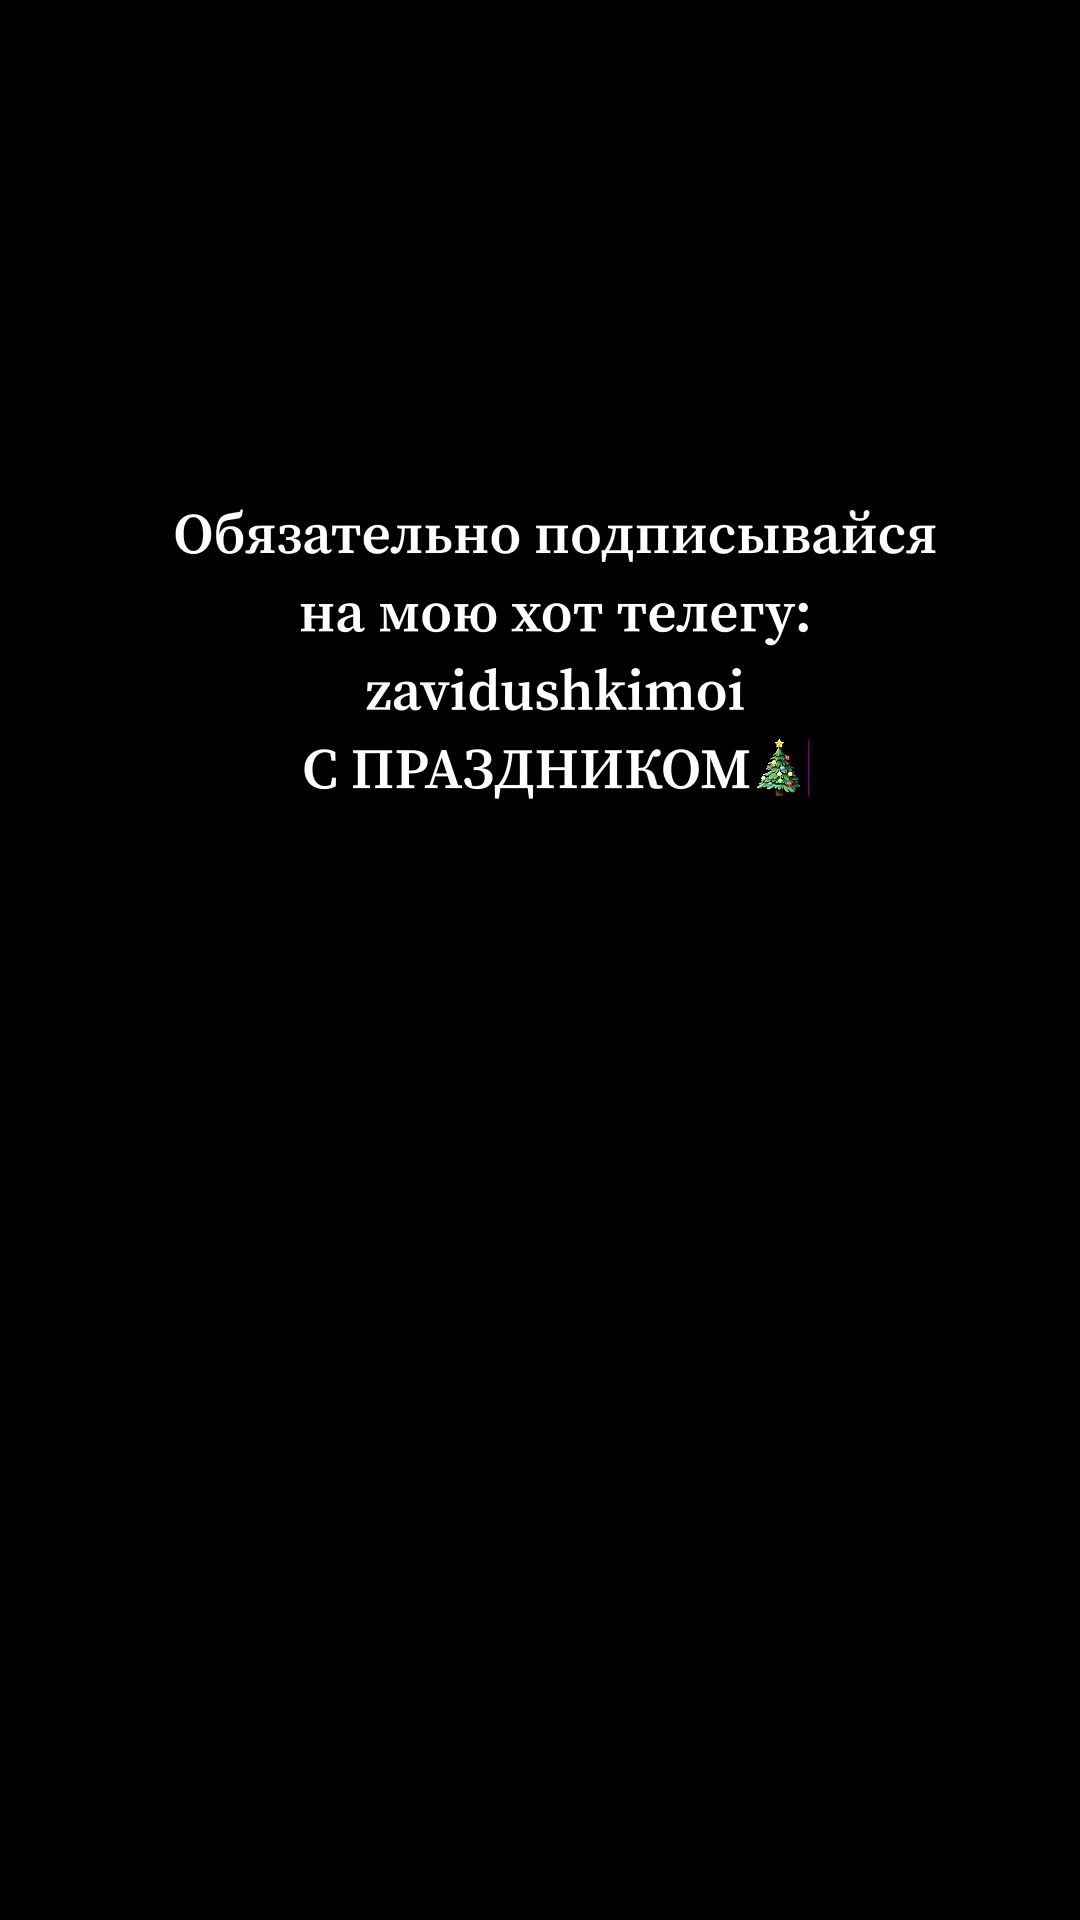 Обязательно подписывайся
на мою хот телегу:
zavidushkimoi
С ПРАЗДНИКОМ🎄